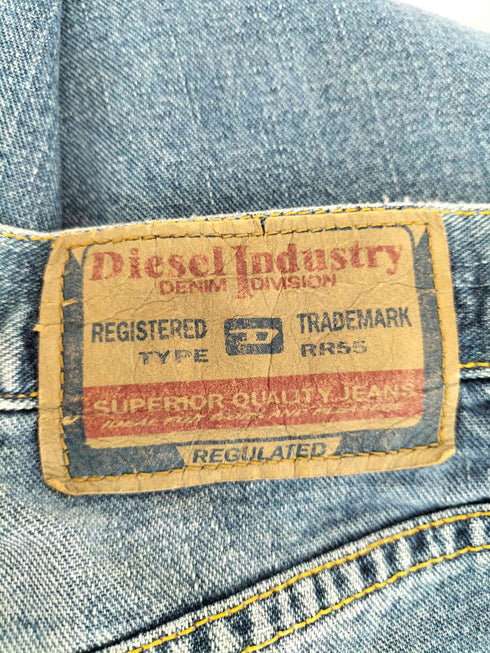 Diesel Industry
DENIM DIVISION
REGISTERED TRADEMARK
TYPE RR55
SUPERIOR QUALITY JEANS
REGULATED